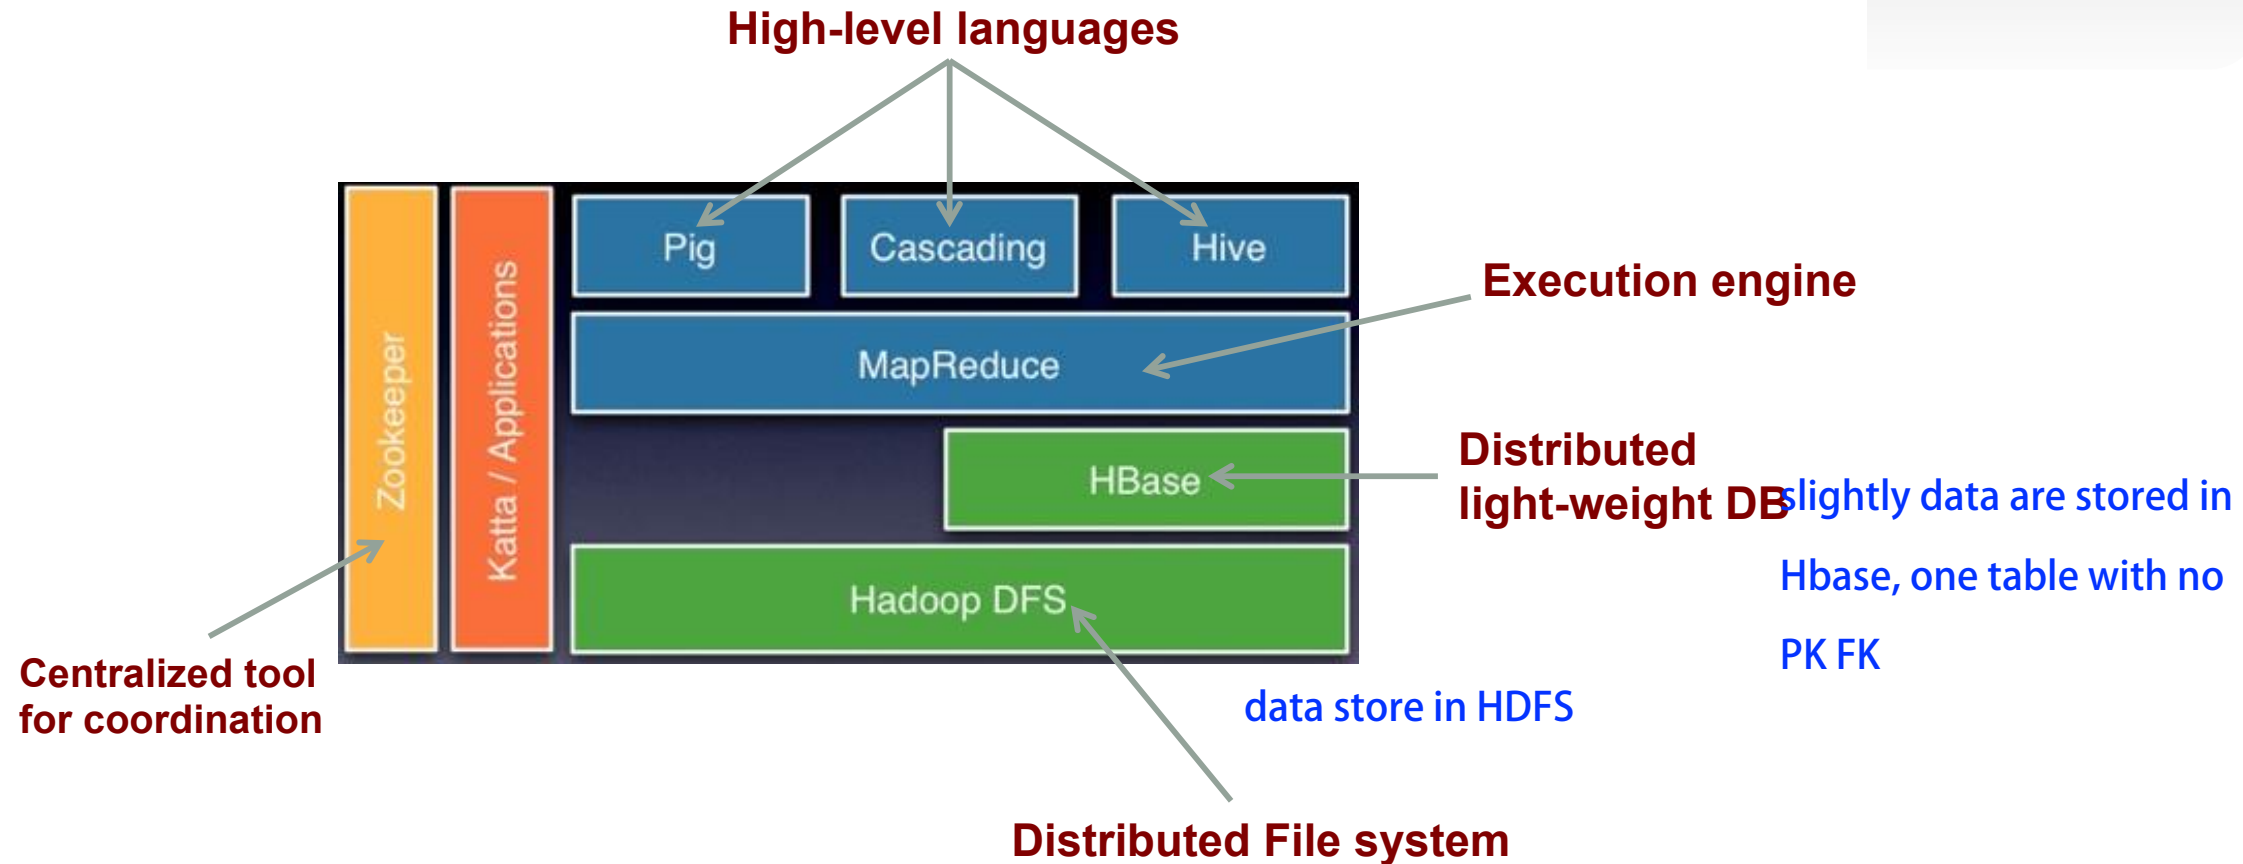 High-level languages
Pig
Cascading
Hive
Execution engine
MapReduce
Zookeeper
Katta / Applications
HBase
Distributed
light-weight DB
slightly data are stored in
Hbase, one table with no
PK FK
Hadoop DFS
Centralized tool
for coordination
data store in HDFS
Distributed File system